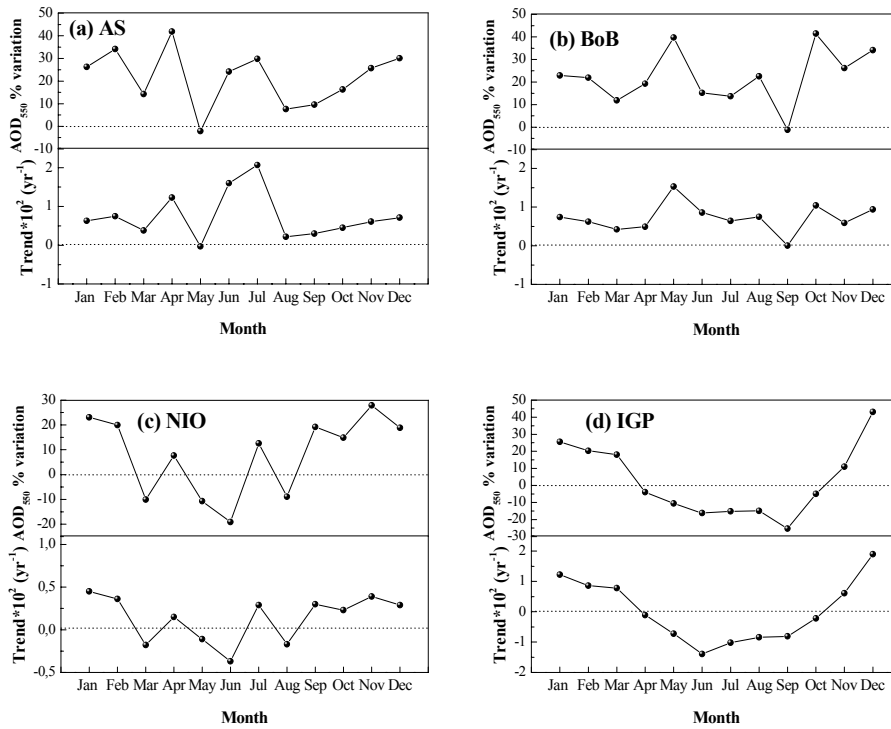 (a) AS
AOD550 % variation
50
40
30
20
10
0
-10
Trend*10² (yr⁻¹)
2
1
0
-1
Jan Feb Mar Apr May Jun Jul Aug Sep Oct Nov Dec
Month
(b) BoB
AOD550 % variation
50
40
30
20
10
0
-10
Trend*10² (yr⁻¹)
2
1
0
-1
Jan Feb Mar Apr May Jun Jul Aug Sep Oct Nov Dec
Month
(c) NIO
AOD550 % variation
30
20
10
0
-10
-20
Trend*10² (yr⁻¹)
1,0
0,5
0,0
-0,5
Jan Feb Mar Apr May Jun Jul Aug Sep Oct Nov Dec
Month
(d) IGP
AOD550 % variation
50
40
30
20
10
0
-10
-20
-30
Trend*10² (yr⁻¹)
2
1
0
-1
-2
Jan Feb Mar Apr May Jun Jul Aug Sep Oct Nov Dec
Month